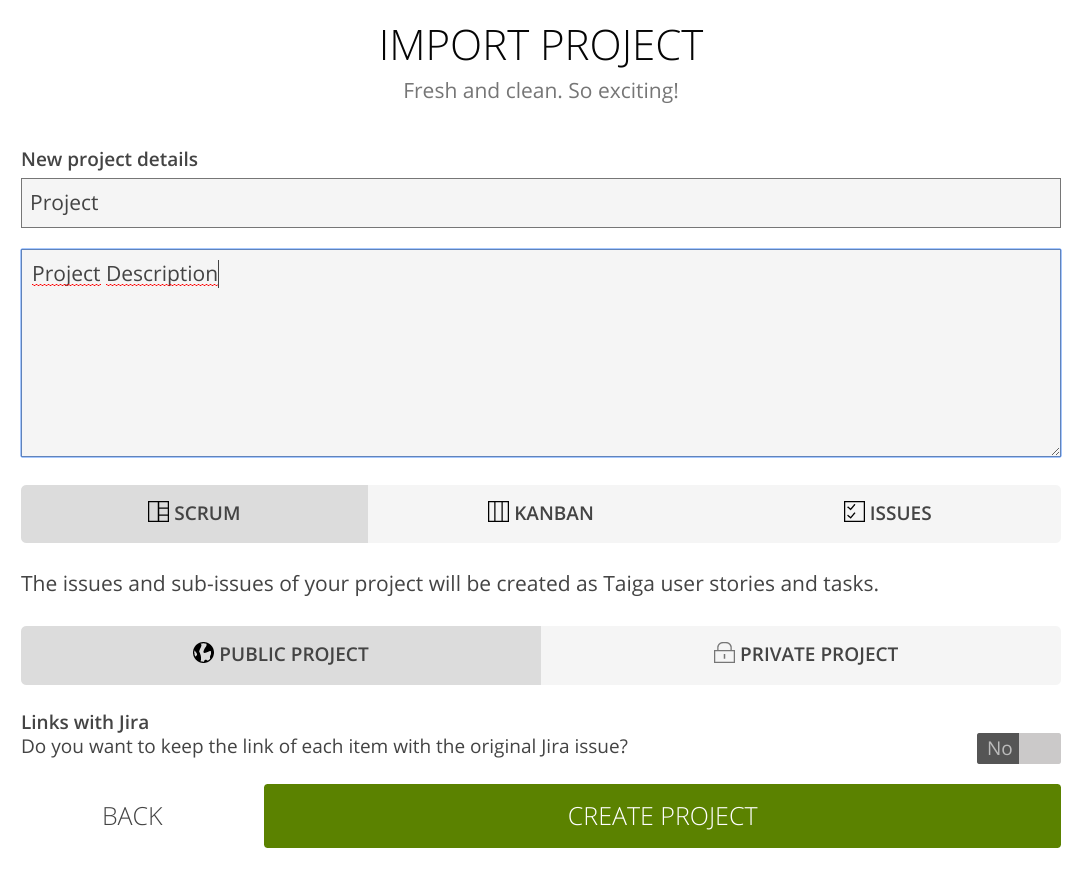 IMPORT PROJECT
Fresh and clean. So exciting!
New project details
Project
Project Description
SCRUM KANBAN ISSUES
The issues and sub-issues of your project will be created as Taiga user stories and tasks.
PUBLIC PROJECT PRIVATE PROJECT
Links with Jira
Do you want to keep the link of each item with the original Jira issue?
No
BACK CREATE PROJECT